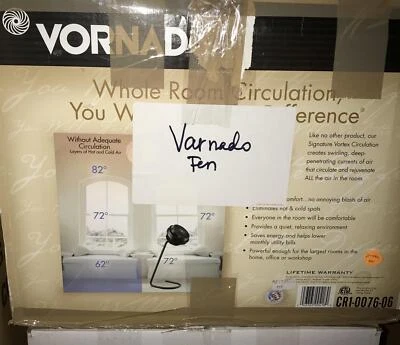 VORNAD
Whole Room Circulation,
You W Difference
Varnado
Fen
Without Adequate
Circulation
Layers of Hot and Cold Air
82°
72° 72°
62° 72°
Like no other product, our
Signature Vortex Circulation
creates swirling, deep
penetrating currents of air
that circulate and rejuvenate
ALL the air in the room
comfort...no annoying blasts of air
• Eliminates hot & cold spots
• Everyone in the room will be comfortable
• Provides a quiet, relaxing environment
• Saves energy and helps lower
monthly utility bills
• Powerful enough for the largest rooms in the
home, office or workshop
LIFETIME WARRANTY
CR1-0076-06